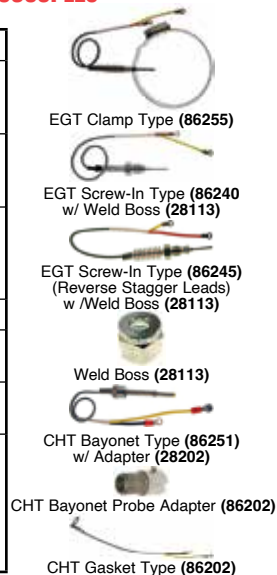 EGT Clamp Type (86255)
EGT Screw-In Type (86240
w/ Weld Boss (28113)
EGT Screw-In Type (86245)
(Reverse Stagger Leads)
w /Weld Boss (28113)
Weld Boss (28113)
CHT Bayonet Type (86251)
w/ Adapter (28202)
CHT Bayonet Probe Adapter (86202)
CHT Gasket Type (86202)